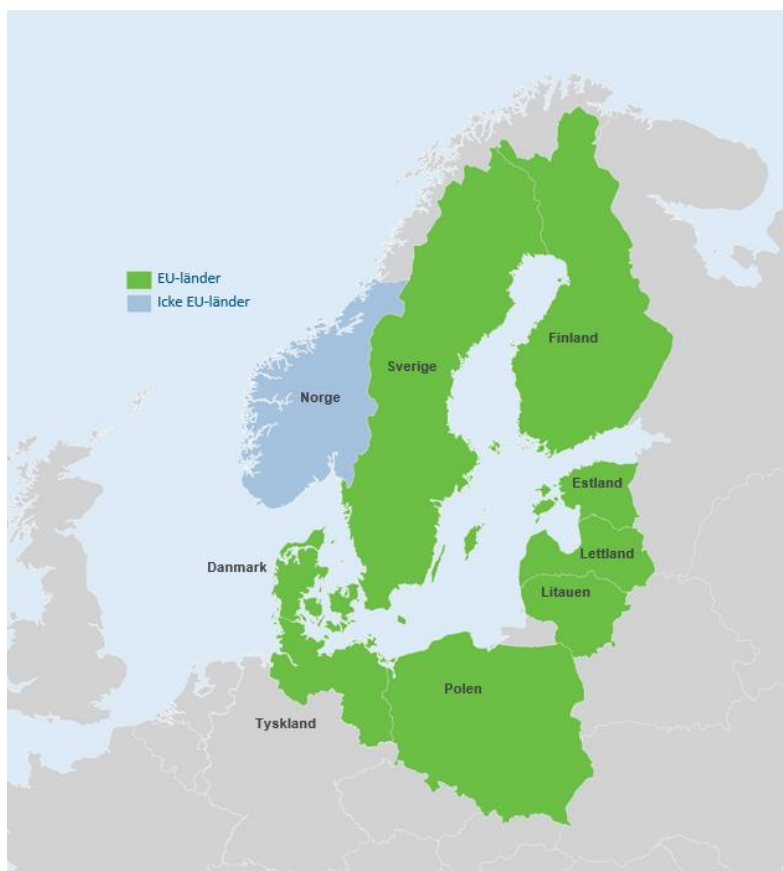 EU-länder
Icke EU-länder
Finland
Sverige
Norge
Estland
Danmark
Lettland
Litauen
Polen
Tyskland